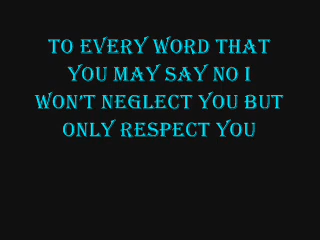 TO EVERY WORD THAT
YOU MAY SAY NO I
WON'T NEGLECT YOU BUT
ONLY RESPECT YOU